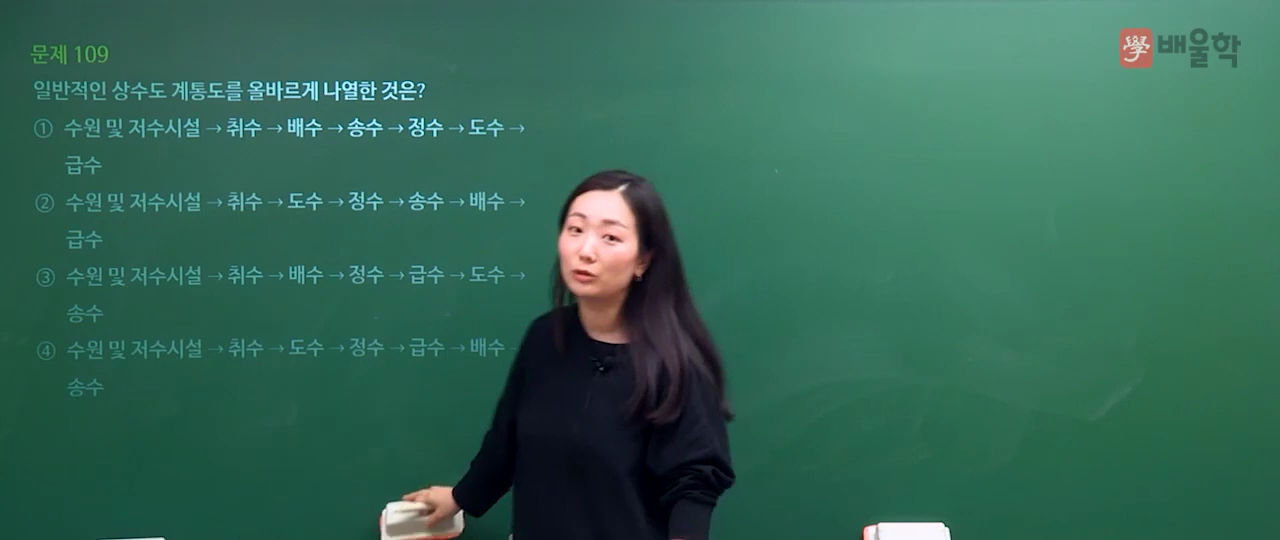 學 배울학
문제 109
일반적인 상수도 계통도를 올바르게 나열한 것은?
① 수원 및 저수시설 → 취수 → 배수 → 송수 → 정수 → 도수 →
급수
② 수원 및 저수시설 → 취수 → 도수 → 정수 → 송수 → 배수 →
급수
③ 수원 및 저수시설 → 취수 → 배수 → 정수 → 급수 → 도수 →
송수
④ 수원 및 저수시설 → 취수 → 도수 → 정수 → 급수 → 배수 →
송수